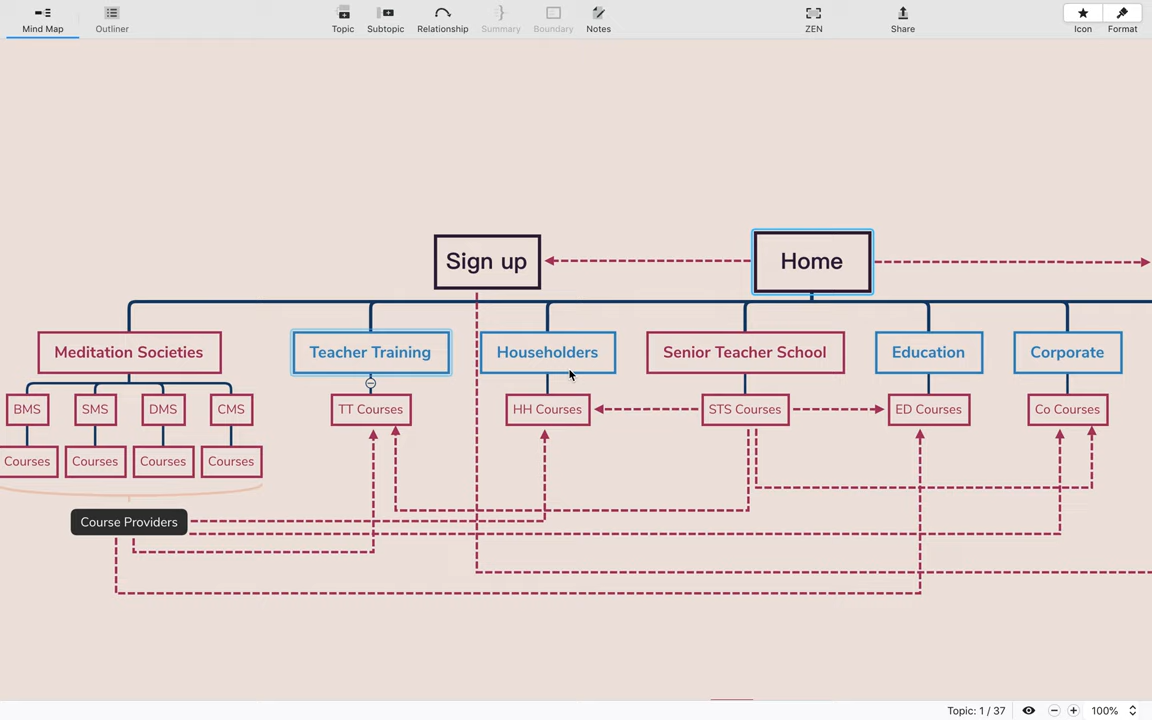 Mind Map
Outliner
Topic
Subtopic
Relationship
Summary
Boundary
Notes
ZEN
Share
Icon
Format
Sign up
Home
Meditation Societies
Teacher Training
Householders
Senior Teacher School
Education
Corporate
BMS
SMS
DMS
CMS
TT Courses
HH Courses
STS Courses
ED Courses
Co Courses
Courses
Courses
Courses
Courses
Course Providers
Topic: 1 / 37
100%